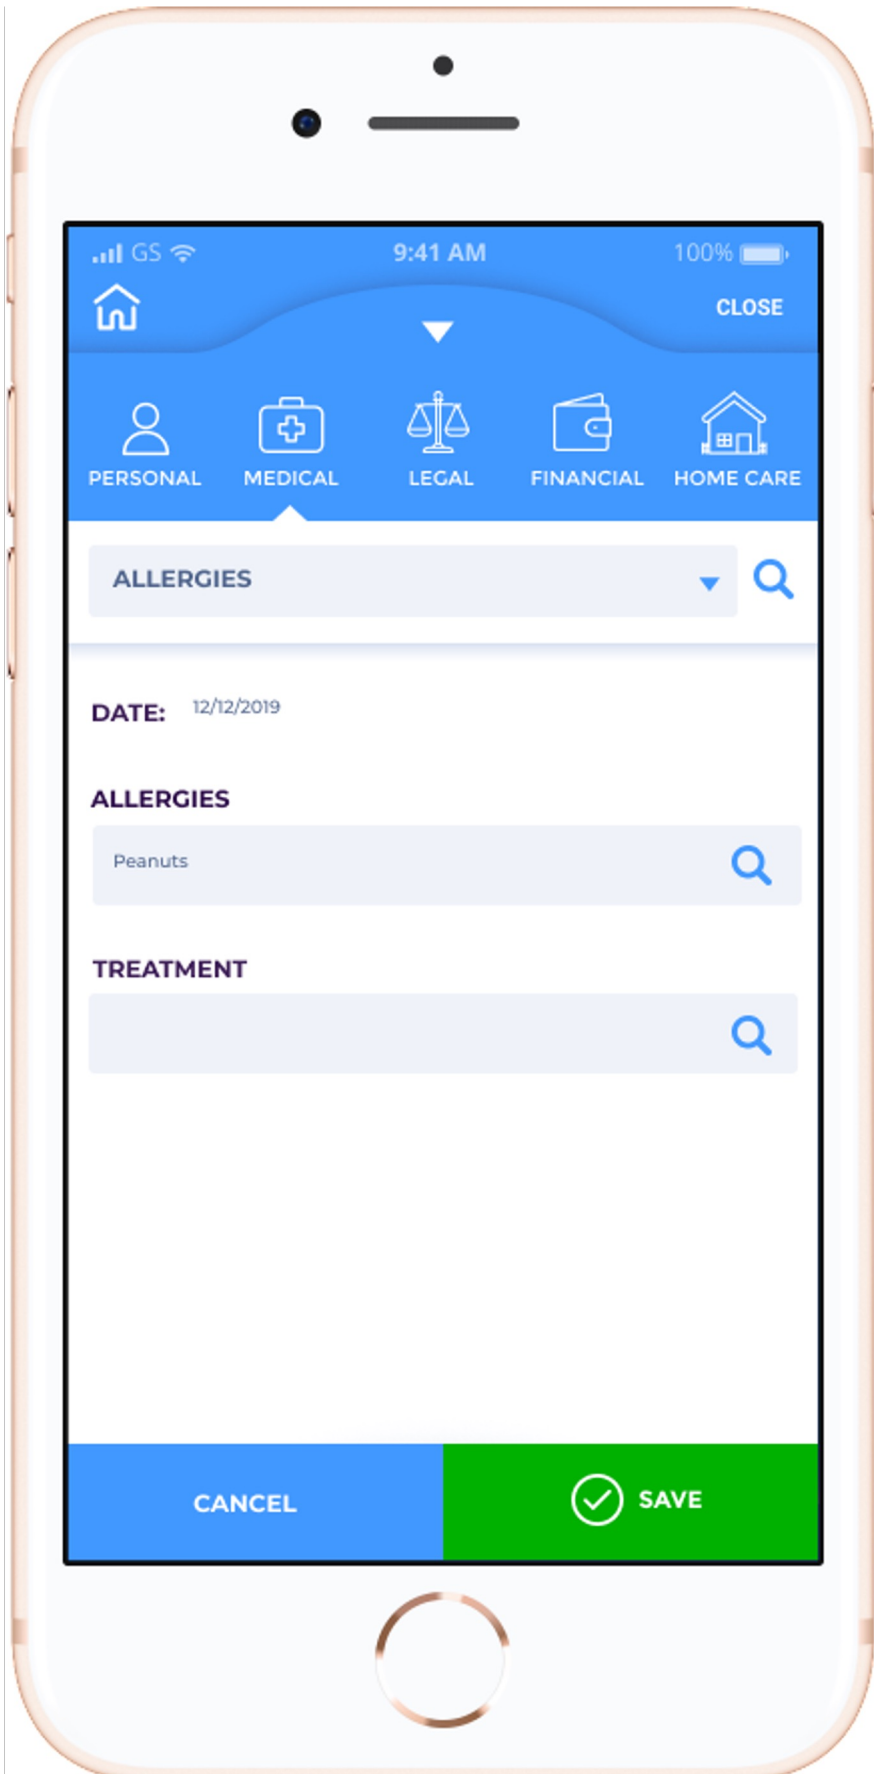 GS 9:41 AM 100%
CLOSE
PERSONAL MEDICAL LEGAL FINANCIAL HOME CARE
ALLERGIES
DATE: 12/12/2019
ALLERGIES
Peanuts
TREATMENT
CANCEL SAVE